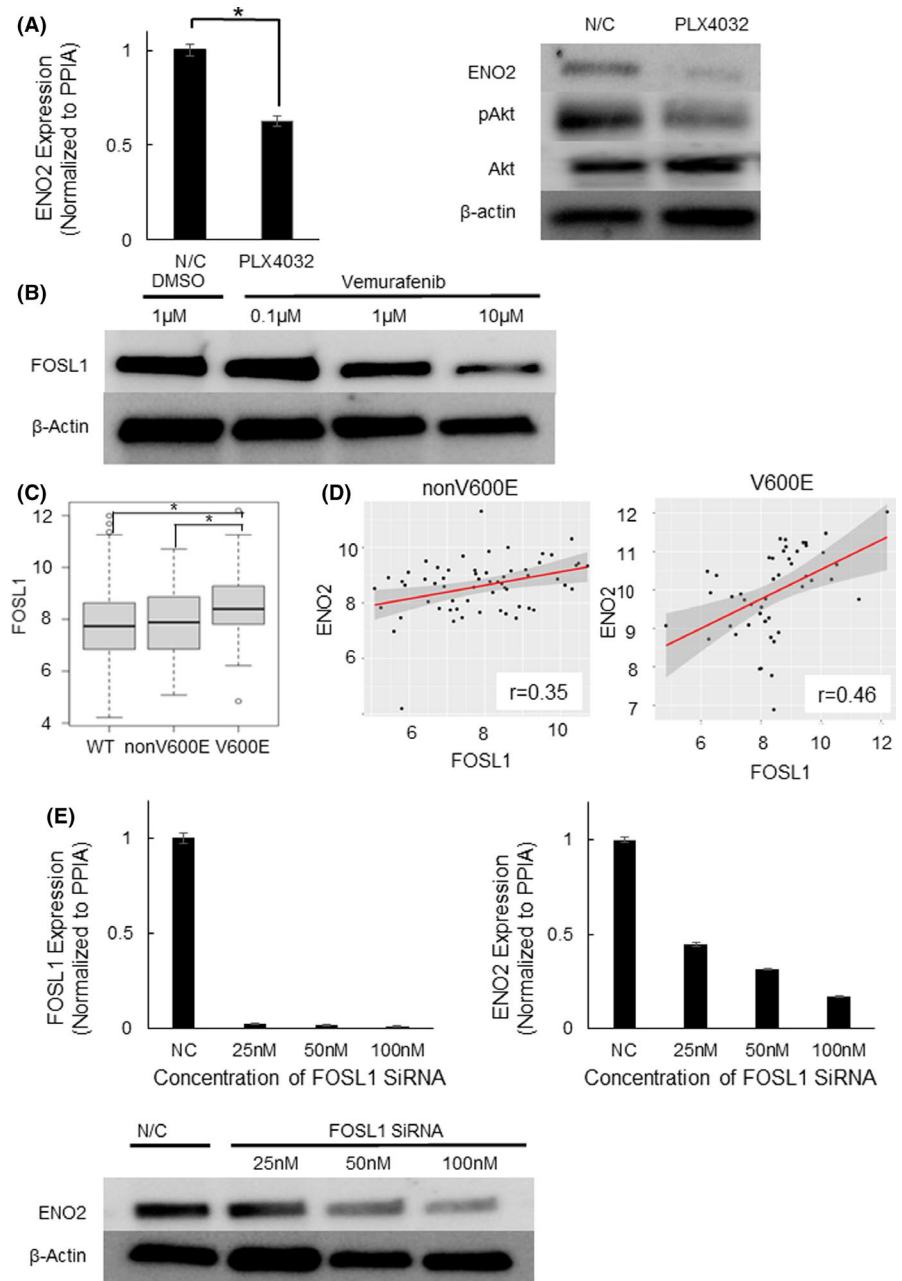 (A)
*
ENO2 Expression
(Normalized to PPIA)
1
0.5
0
N/C
PLX4032
N/C
PLX4032
ENO2
pAkt
Akt
β-actin
(B)
DMSO
Vemurafenib
1µM
0.1µM
1µM
10µM
FOSL1
β-Actin
(C)
FOSL1
12
10
8
6
4
*
*
WT
nonV600E
V600E
(D)
nonV600E
ENO2
10
8
6
r=0.35
6
8
10
FOSL1
V600E
ENO2
12
11
10
9
8
7
r=0.46
6
8
10
12
FOSL1
(E)
FOSL1 Expression
(Normalized to PPIA)
1
0.5
0
NC
25nM
50nM
100nM
Concentration of FOSL1 SiRNA
ENO2 Expression
(Normalized to PPIA)
1
0.5
0
NC
25nM
50nM
100nM
Concentration of FOSL1 SiRNA
N/C
FOSL1 SiRNA
25nM
50nM
100nM
ENO2
β-Actin